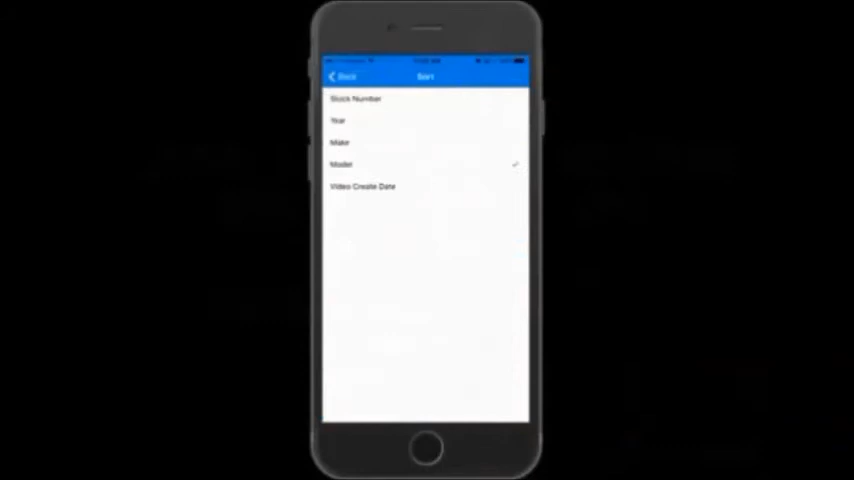 Back
Sort
Stock Number
Year
Make
Model
Video Create Date